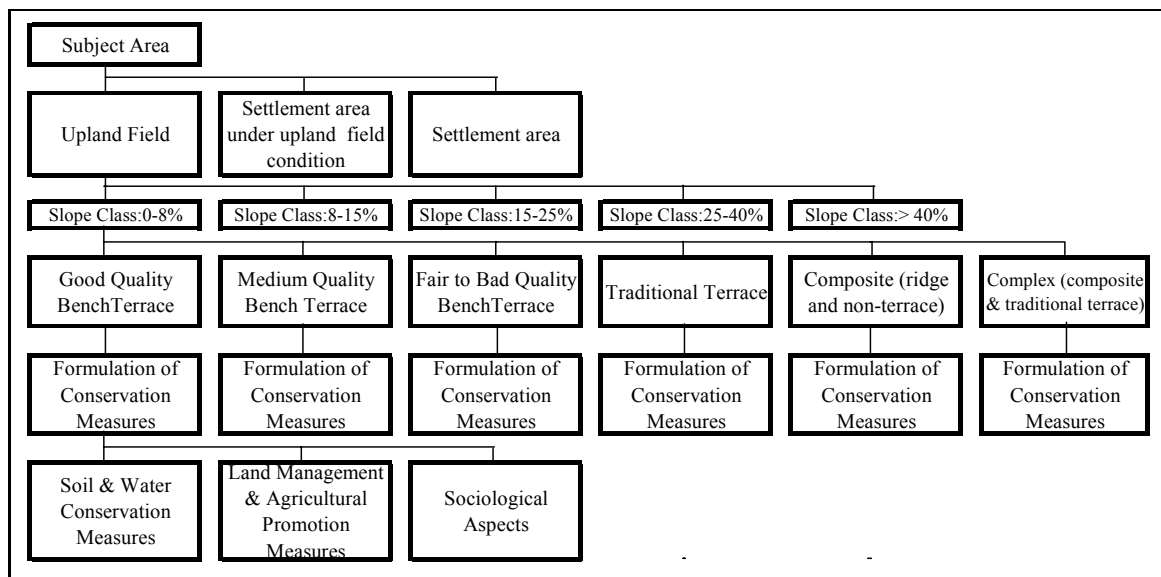 Subject Area
Upland Field
Settlement area
under upland field
condition
Settlement area
Slope Class:0-8%
Slope Class:8-15%
Slope Class:15-25%
Slope Class:25-40%
Slope Class:> 40%
Good Quality
BenchTerrace
Medium Quality
Bench Terrace
Fair to Bad Quality
BenchTerrace
Traditional Terrace
Composite (ridge
and non-terrace)
Complex (composite
& traditional terrace)
Formulation of
Conservation
Measures
Formulation of
Conservation
Measures
Formulation of
Conservation
Measures
Formulation of
Conservation
Measures
Formulation of
Conservation
Measures
Formulation of
Conservation
Measures
Soil & Water
Conservation
Measures
Land Management
& Agricultural
Promotion
Measures
Sociological
Aspects